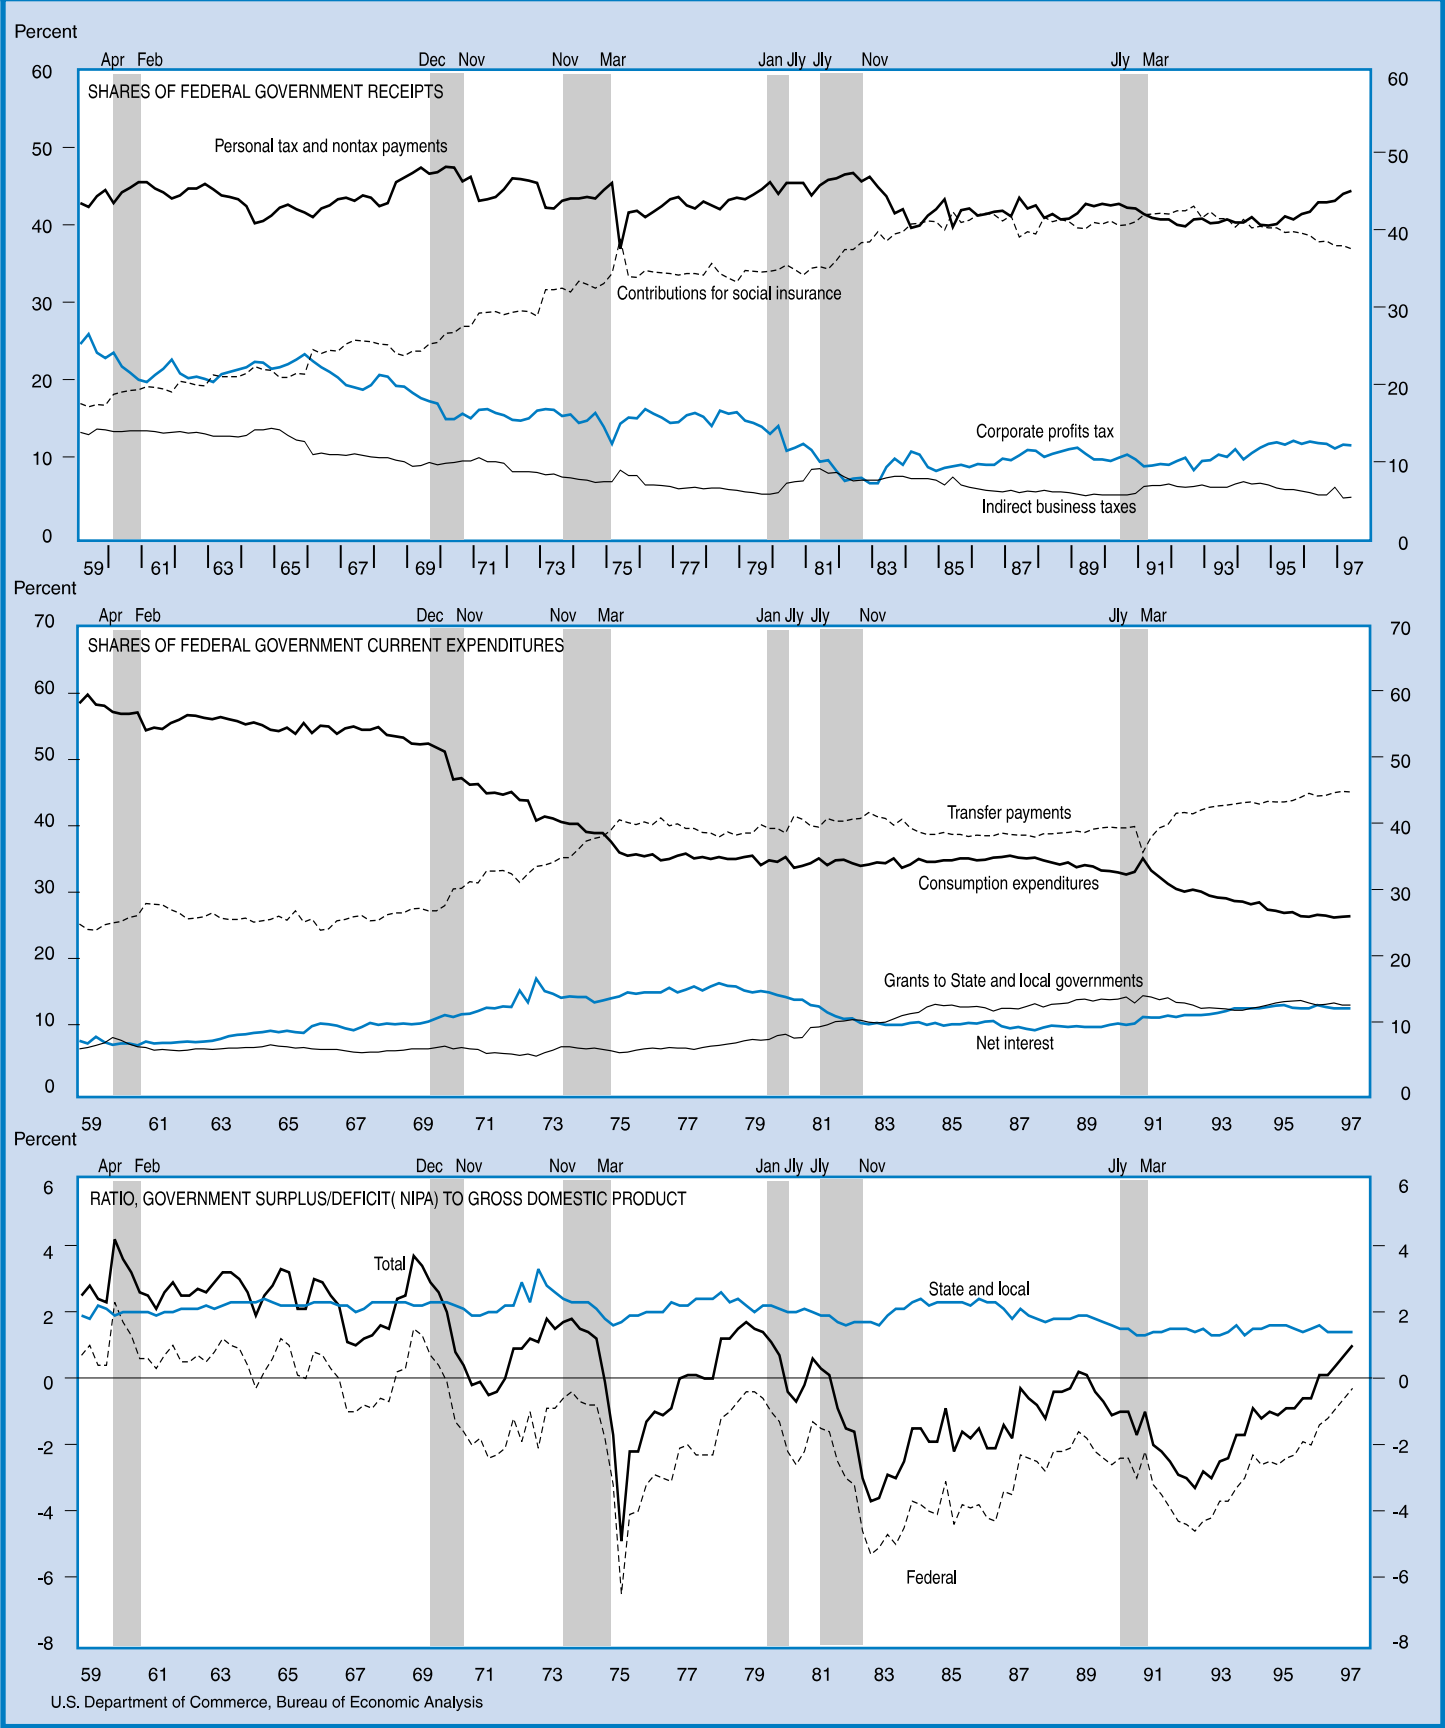 Percent
Apr Feb Dec Nov Nov Mar Jan Jly Jly Nov Jly Mar
60 60
SHARES OF FEDERAL GOVERNMENT RECEIPTS
Personal tax and nontax payments
50 50
40 40
30 30
Contributions for social insurance
20 20
Corporate profits tax
10 10
Indirect business taxes
0 0
59 61 63 65 67 69 71 73 75 77 79 81 83 85 87 89 91 93 95 97
Percent
Apr Feb Dec Nov Nov Mar Jan Jly Jly Nov Jly Mar
70 70
SHARES OF FEDERAL GOVERNMENT CURRENT EXPENDITURES
60 60
50 50
Transfer payments
40 40
Consumption expenditures
30 30
20 20
Grants to State and local governments
10 10
Net interest
0 0
59 61 63 65 67 69 71 73 75 77 79 81 83 85 87 89 91 93 95 97
Percent
Apr Feb Dec Nov Nov Mar Jan Jly Jly Nov Jly Mar
6 6
RATIO, GOVERNMENT SURPLUS/DEFICIT( NIPA) TO GROSS DOMESTIC PRODUCT
4 4
Total
State and local
2 2
0 0
-2 -2
-4 -4
-6 -6
Federal
-8 -8
59 61 63 65 67 69 71 73 75 77 79 81 83 85 87 89 91 93 95 97
U.S. Department of Commerce, Bureau of Economic Analysis